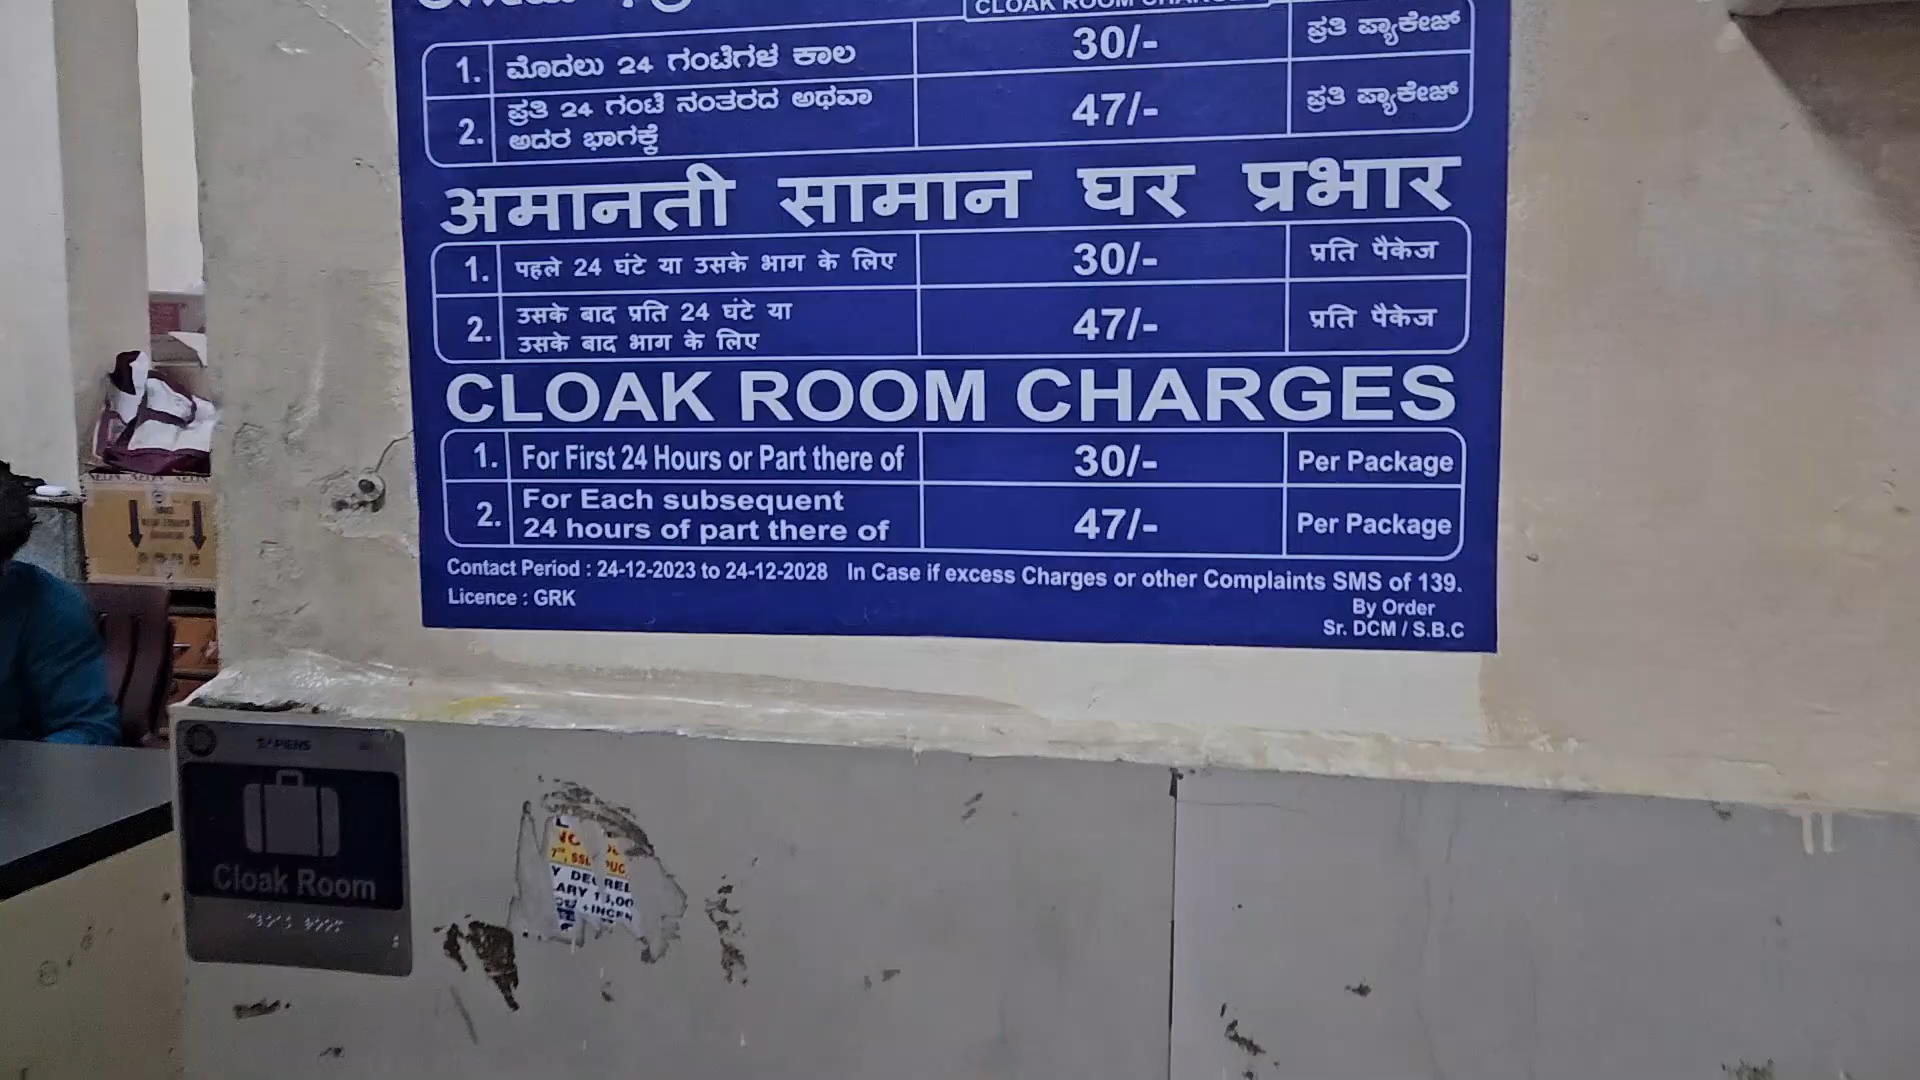 CLOAK ROOM CHARGES
1. ಮೊದಲು 24 ಗಂಟೆಗಳ ಕಾಲ 30/- ಪ್ರತಿ ಪ್ಯಾಕೇಜ್
2. ಪ್ರತಿ 24 ಗಂಟೆ ನಂತರದ ಅಥವಾ
ಅದರ ಭಾಗಕ್ಕೆ 47/- ಪ್ರತಿ ಪ್ಯಾಕೇಜ್
अमानती सामान घर प्रभार
1. पहले 24 घंटे या उसके भाग के लिए 30/- प्रति पैकेज
2. उसके बाद प्रति 24 घंटे या
उसके बाद भाग के लिए 47/- प्रति पैकेज
CLOAK ROOM CHARGES
1. For First 24 Hours or Part there of 30/- Per Package
2. For Each subsequent
24 hours of part there of 47/- Per Package
Contact Period : 24-12-2023 to 24-12-2028 In Case if excess Charges or other Complaints SMS of 139.
Licence : GRK
By Order
Sr. DCM / S.B.C
Cloak Room